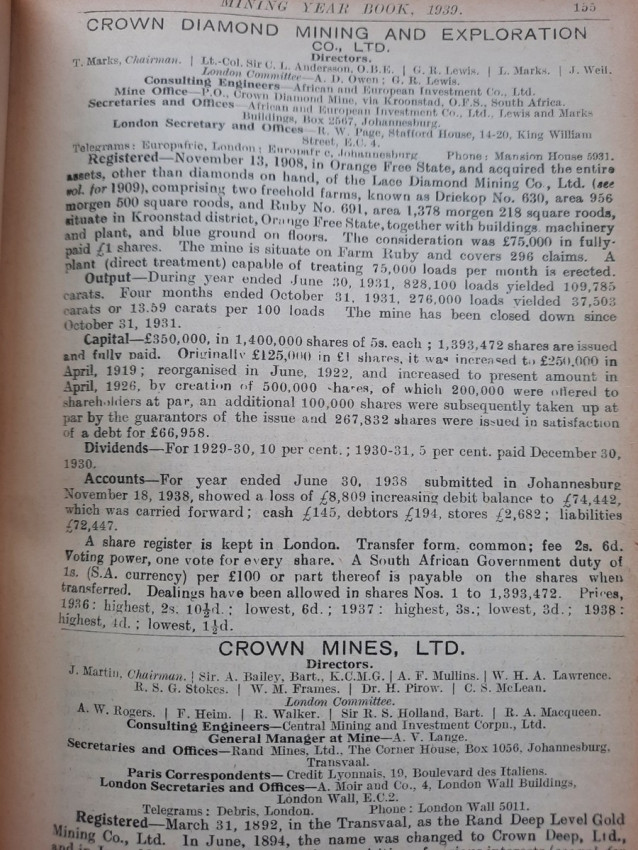 MINING YEAR BOOK, 1939. 155
CROWN DIAMOND MINING AND EXPLORATION
CO., LTD.
Directors.
T. Marks, Chairman. | Lt.-Col. Sir C. L. Andersson, O.B.E. | G. R. Lewis. | L. Marks. | J. Weil.
London Committee—A. D. Owen; G. R. Lewis.
Consulting Engineers—African and European Investment Co., Ltd.
Mine Office—P.O., Crown Diamond Mine, via Kroonstad, O.F.S., South Africa.
Secretaries and Offices—African and European Investment Co., Ltd., Lewis and Marks
Buildings, Box 2567, Johannesburg.
London Secretary and Offices—R. W. Page, Stafford House, 14-20, King William
Street, E.C. 4.
Telegrams: Europafric, London; Europafric, Johannesburg Phone: Mansion House 5931.
Registered—November 13, 1908, in Orange Free State, and acquired the entire
assets, other than diamonds on hand, of the Lace Diamond Mining Co., Ltd. (see
vol. for 1909), comprising two freehold farms, known as Driekop No. 630, area 956
morgen 500 square roods, and Ruby No. 691, area 1,378 morgen 218 square roods,
situate in Kroonstad district, Orange Free State, together with buildings, machinery
and plant, and blue ground on floors. The consideration was £75,000 in fully-
paid £1 shares. The mine is situate on Farm Ruby and covers 296 claims. A
plant (direct treatment) capable of treating 75,000 loads per month is erected.
Output—During year ended June 30, 1931, 828,100 loads yielded 109,785
carats. Four months ended October 31, 1931, 276,000 loads yielded 37,503
carats or 13.59 carats per 100 loads The mine has been closed down since
October 31, 1931.
Capital—£350,000, in 1,400,000 shares of 5s. each; 1,393,472 shares are issued
and fully paid. Originally £125,000 in £1 shares, it was increased to £250,000 in
April, 1919; reorganised in June, 1922, and increased to present amount in
April, 1926, by creation of 500,000 shares, of which 200,000 were offered to
shareholders at par, an additional 100,000 shares were subsequently taken up at
par by the guarantors of the issue and 267,832 shares were issued in satisfaction
of a debt for £66,958.
Dividends—For 1929-30, 10 per cent.; 1930-31, 5 per cent. paid December 30,
1930.
Accounts—For year ended June 30, 1938 submitted in Johannesburg
November 18, 1938, showed a loss of £8,809 increasing debit balance to £74,442,
which was carried forward; cash £145, debtors £194, stores £2,682; liabilities
£72,447.
A share register is kept in London. Transfer form, common; fee 2s. 6d.
Voting power, one vote for every share. A South African Government duty of
1s. (S.A. currency) per £100 or part thereof is payable on the shares when
transferred. Dealings have been allowed in shares Nos. 1 to 1,393,472. Prices,
1936: highest, 2s. 10½d.; lowest, 6d.; 1937: highest, 3s.; lowest, 3d.; 1938:
highest, 4d.; lowest, 1½d.
CROWN MINES, LTD.
Directors.
J. Martin, Chairman. | Sir. A. Bailey, Bart., K.C.M.G. | A. F. Mullins. | W. H. A. Lawrence.
R. S. G. Stokes. | W. M. Frames. | Dr. H. Pirow. | C. S. McLean.
London Committee.
A. W. Rogers. | F. Heim. | R. Walker. | Sir R. S. Holland, Bart. | R. A. Macqueen.
Consulting Engineers—Central Mining and Investment Corpn., Ltd.
General Manager at Mine—A. V. Lange.
Secretaries and Offices—Rand Mines, Ltd., The Corner House, Box 1056, Johannesburg,
Transvaal.
Paris Correspondents—Credit Lyonnais, 19, Boulevard des Italiens.
London Secretaries and Offices—A. Moir and Co., 4, London Wall Buildings,
London Wall, E.C.2.
Telegrams: Debris, London. Phone: London Wall 5011.
Registered—March 31, 1892, in the Transvaal, as the Rand Deep Level Gold
Mining Co., Ltd. In June, 1894, the name was changed to Crown Deep, Ltd.,